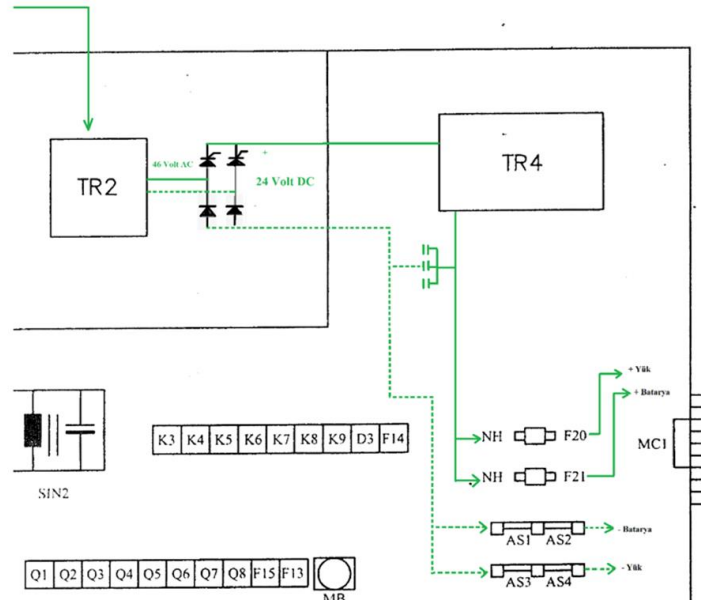 46 Volt AC
+
TR2
24 Volt DC
TR4
+ Yük
+ Batarya
NH
F20
MC1
NH
F21
K3 K4 K5 K6 K7 K8 K9 D3 F14
SIN2
AS1 AS2
- Batarya
AS3 AS4
- Yük
Q1 Q2 Q3 Q4 Q5 Q6 Q7 Q8 F15 F13
MB